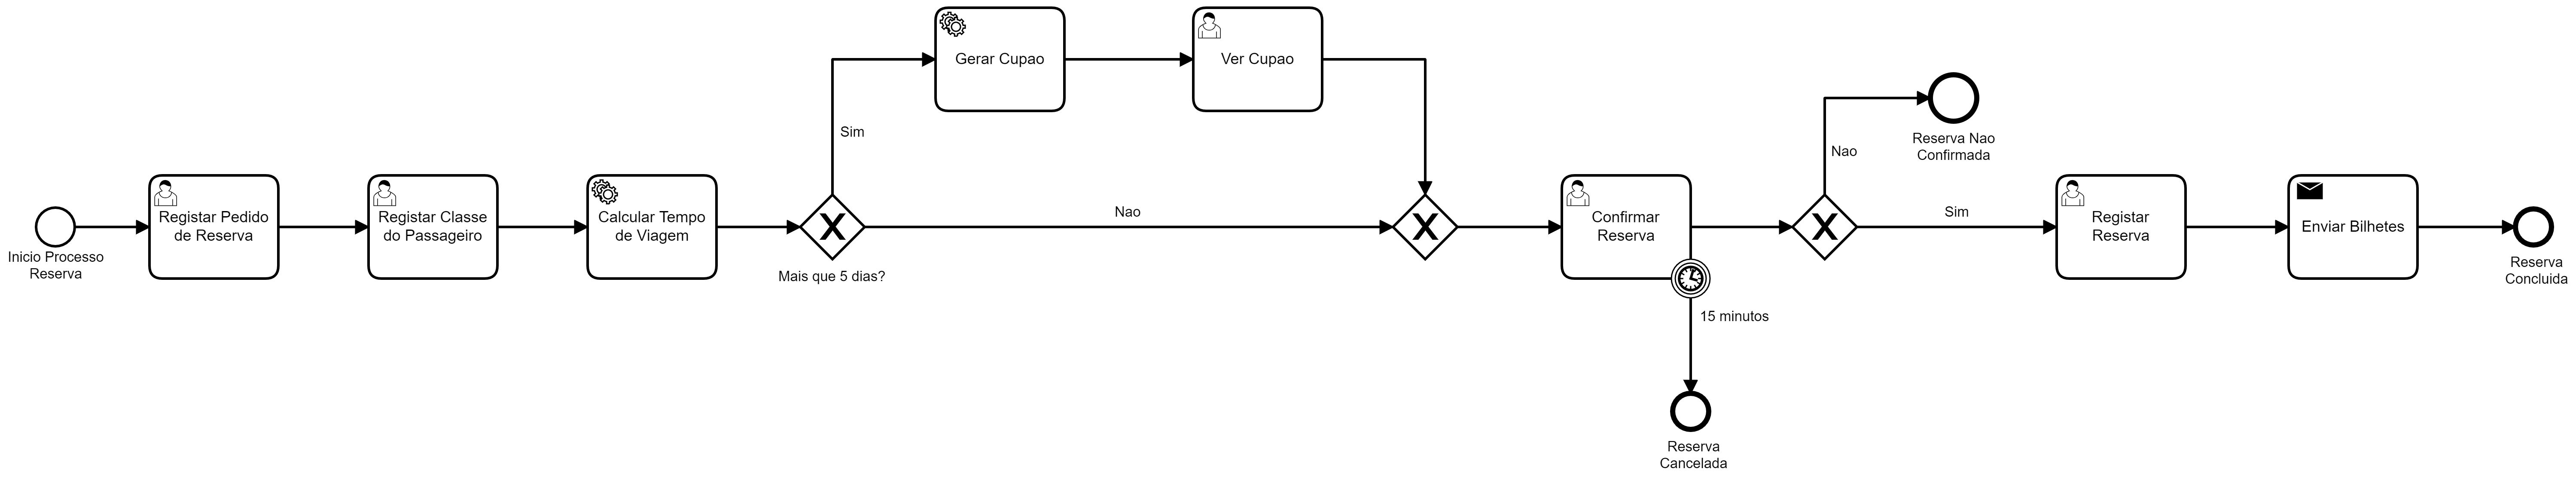 Inicio Processo
Reserva
Registar Pedido
de Reserva
Registar Classe
do Passageiro
Calcular Tempo
de Viagem
Mais que 5 dias?
Sim
Gerar Cupao
Ver Cupao
Nao
Confirmar
Reserva
15 minutos
Reserva
Cancelada
Nao
Reserva Nao
Confirmada
Sim
Registar
Reserva
Enviar Bilhetes
Reserva
Concluida